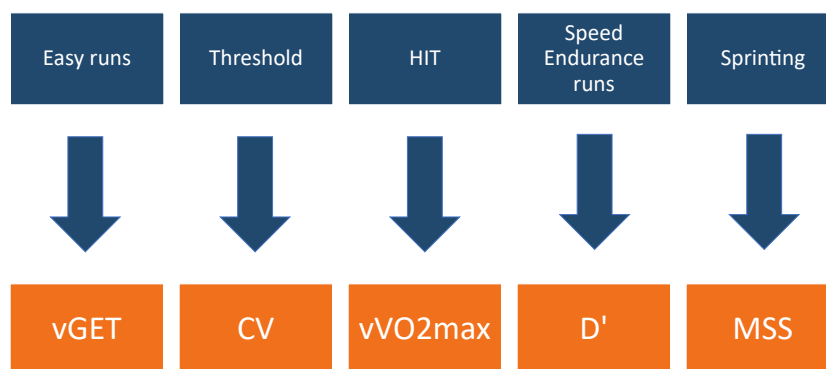 Easy runs
Threshold
HIT
Speed
Endurance
runs
Sprinting
vGET
CV
vVO2max
D'
MSS